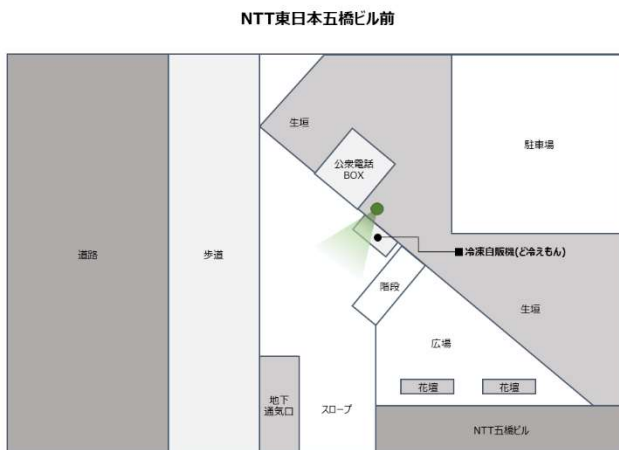 NTT東日本五橋ビル前
生垣
公衆電話
BOX
駐車場
道路
歩道
■冷凍自販機(ど冷えもん)
階段
生垣
広場
花壇
花壇
地下
通気口
スロープ
NTT五橋ビル